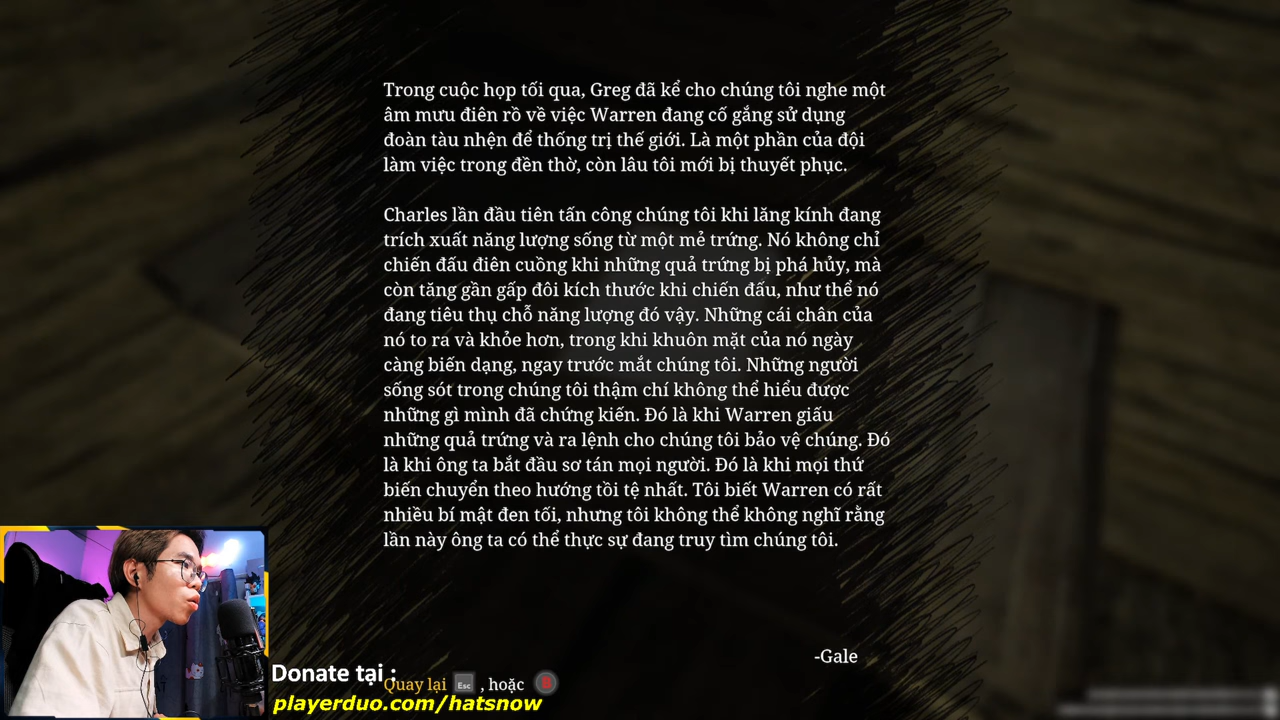 Trong cuộc họp tối qua, Greg đã kể cho chúng tôi nghe một
âm mưu điên rồ về việc Warren đang cố gắng sử dụng
đoàn tàu nhện để thống trị thế giới. Là một phần của đội
làm việc trong đền thờ, còn lâu tôi mới bị thuyết phục.
Charles lần đầu tiên tấn công chúng tôi khi lăng kính đang
trích xuất năng lượng sống từ một mẻ trứng. Nó không chỉ
chiến đấu điên cuồng khi những quả trứng bị phá hủy, mà
còn tăng gần gấp đôi kích thước khi chiến đấu, như thể nó
đang tiêu thụ chỗ năng lượng đó vậy. Những cái chân của
nó to ra và khỏe hơn, trong khi khuôn mặt của nó ngày
càng biến dạng, ngay trước mắt chúng tôi. Những người
sống sót trong chúng tôi thậm chí không thể hiểu được
những gì mình đã chứng kiến. Đó là khi Warren giấu
những quả trứng và ra lệnh cho chúng tôi bảo vệ chúng. Đó
là khi ông ta bắt đầu sơ tán mọi người. Đó là khi mọi thứ
biến chuyển theo hướng tồi tệ nhất. Tôi biết Warren có rất
nhiều bí mật đen tối, nhưng tôi không thể không nghĩ rằng
lần này ông ta có thể thực sự đang truy tìm chúng tôi.
-Gale
Donate tại :
Quay lại Esc , hoặc
playerduo.com/hatsnow